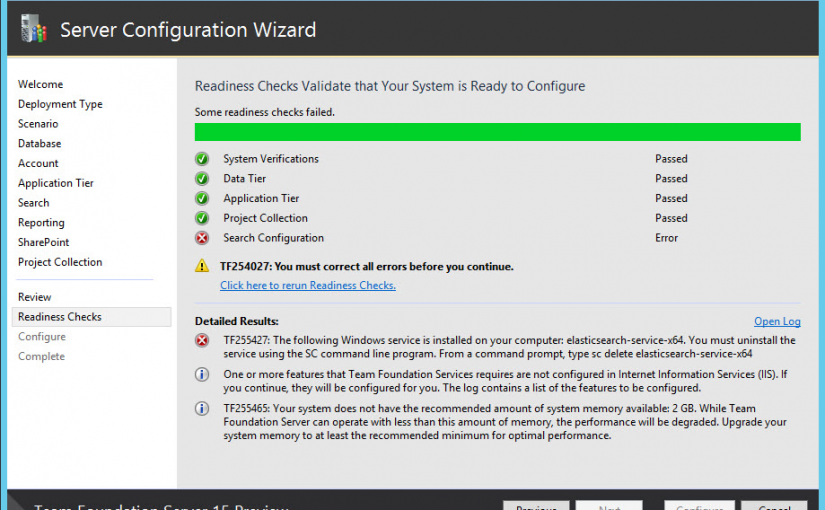 Server Configuration Wizard
Welcome
Deployment Type
Scenario
Database
Account
Application Tier
Search
Reporting
SharePoint
Project Collection
Review
Readiness Checks
Configure
Complete
Readiness Checks Validate that Your System is Ready to Configure
Some readiness checks failed.
System Verifications Passed
Data Tier Passed
Application Tier Passed
Project Collection Passed
Search Configuration Error
TF254027: You must correct all errors before you continue.
Click here to rerun Readiness Checks.
Detailed Results: Open Log
TF255427: The following Windows service is installed on your computer: elasticsearch-service-x64. You must uninstall the
service using the SC command line program. From a command prompt, type sc delete elasticsearch-service-x64
One or more features that Team Foundation Services requires are not configured in Internet Information Services (IIS). If
you continue, they will be configured for you. The log contains a list of the features to be configured.
TF255465: Your system does not have the recommended amount of system memory available: 2 GB. While Team
Foundation Server can operate with less than this amount of memory, the performance will be degraded. Upgrade your
system memory to at least the recommended minimum for optimal performance.
Team Foundation Server 15 Preview
Previous Next Configure Cancel